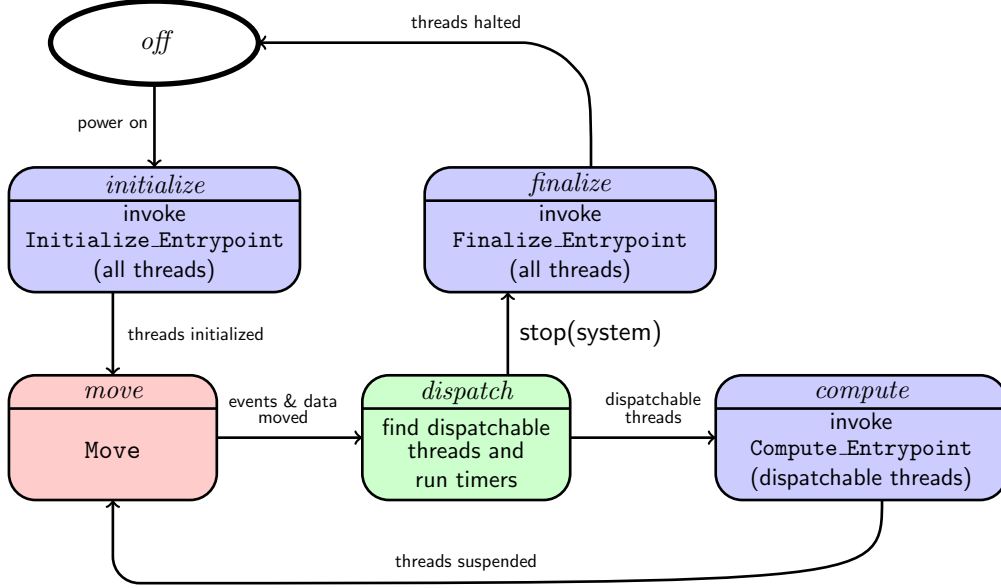 threads halted
off
power on
initialize
invoke
Initialize_Entrypoint
(all threads)
finalize
invoke
Finalize_Entrypoint
(all threads)
threads initialized
stop(system)
move
Move
events & data
moved
dispatch
find dispatchable
threads and
run timers
dispatchable
threads
compute
invoke
Compute_Entrypoint
(dispatchable threads)
threads suspended